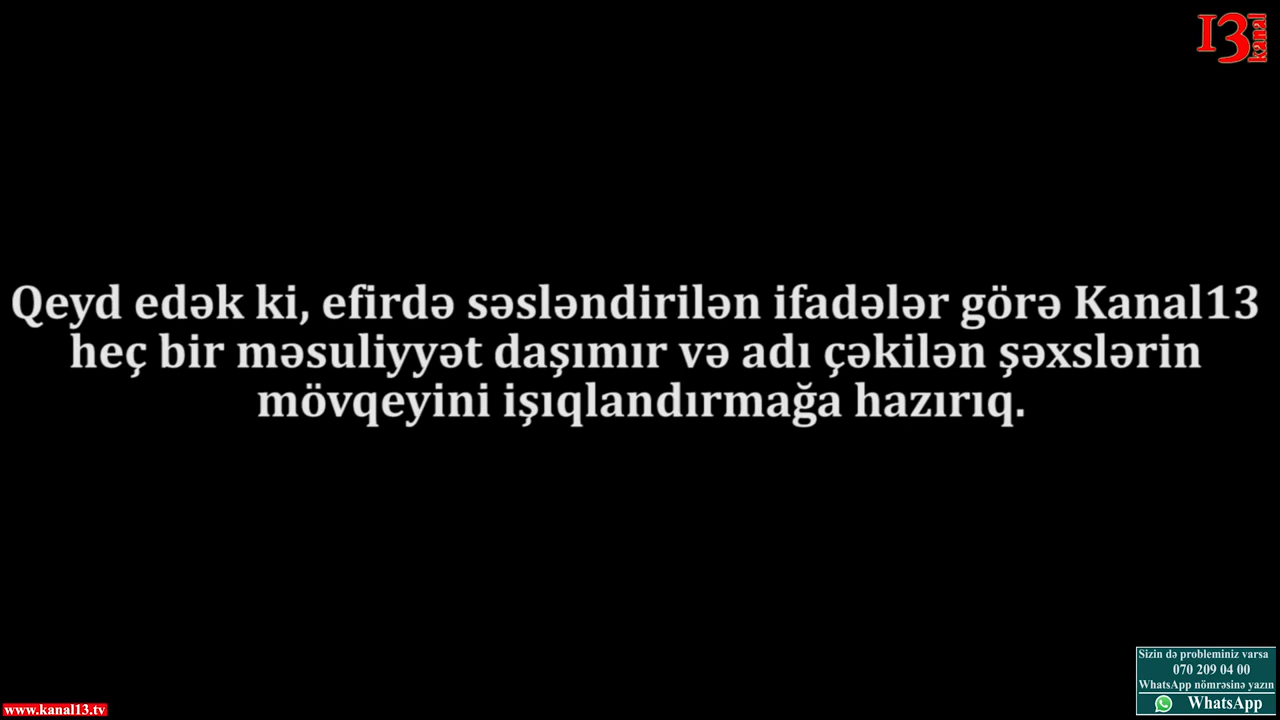 13 kanal
Qeyd edək ki, efirdə səsləndirilən ifadələr görə Kanal13
heç bir məsuliyyət daşımır və adı çəkilən şəxslərin
mövqeyini işıqlandırmağa hazırıq.
Sizin də probleminiz varsa
070 209 04 00
WhatsApp nömrəsinə yazın
WhatsApp
www.kanal13.tv